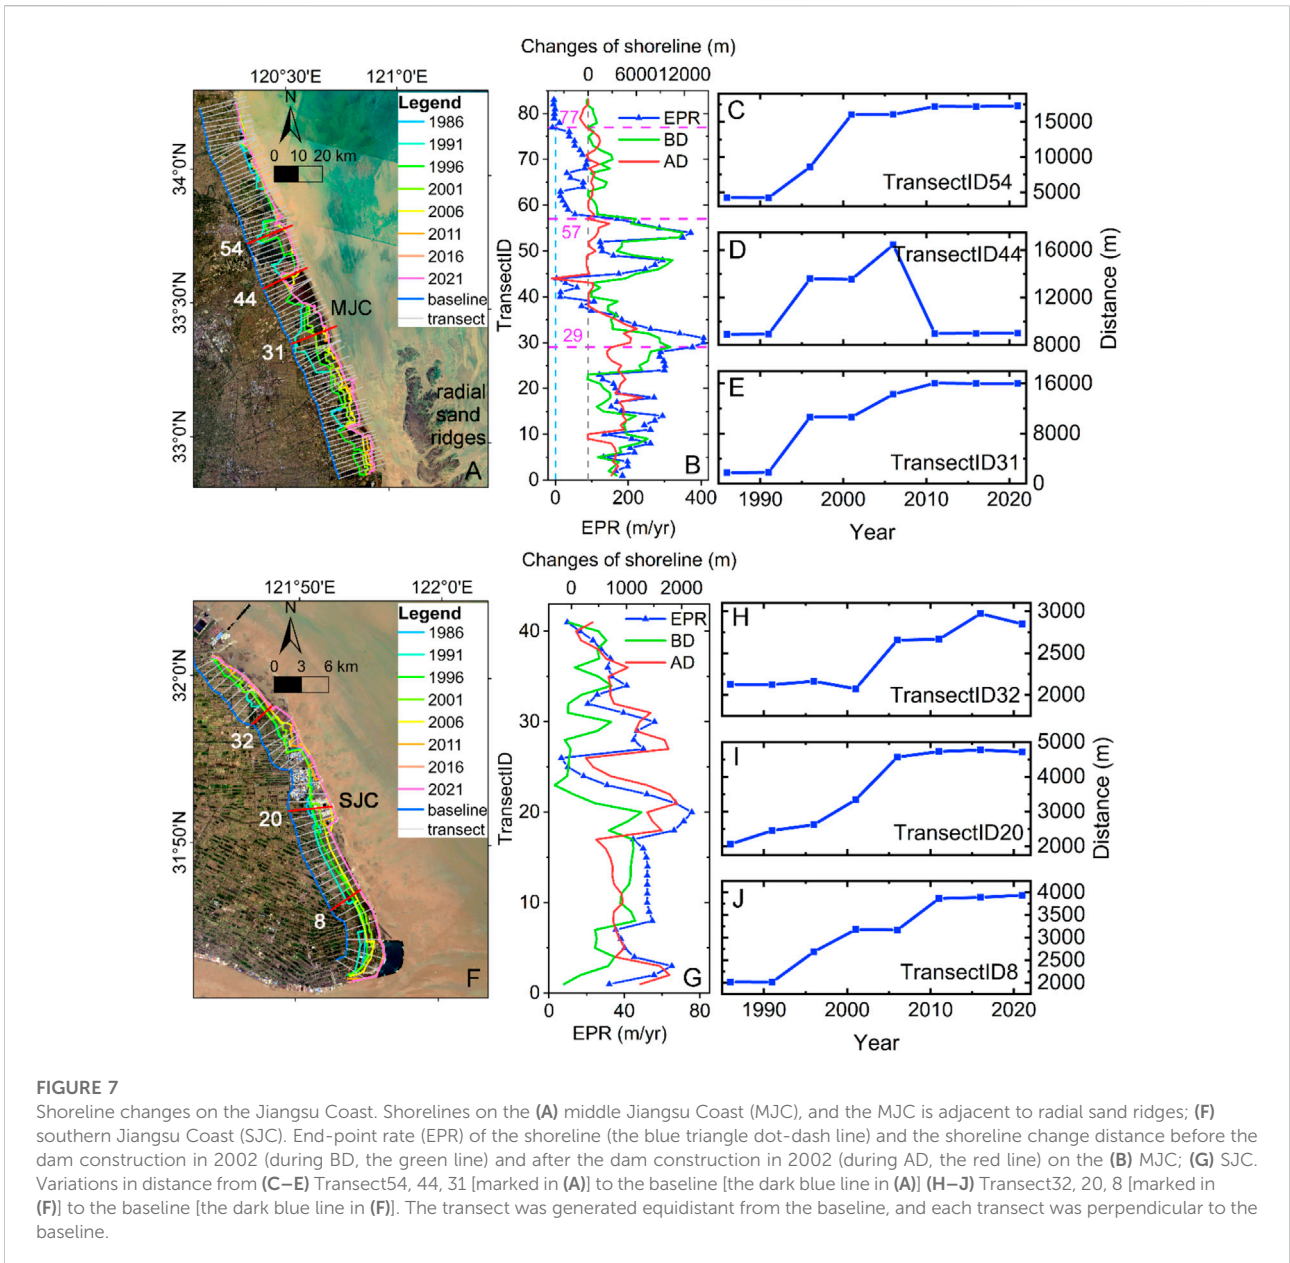 Changes of shoreline (m)
0 6000 12000
120°30'E 121°0'E
N
0 10 20 km
Legend
1986
1991
1996
2001
2006
2011
2016
2021
baseline
transect
34°0'N
33°30'N
33°0'N
54
44
31
MJC
radial
sand
ridges
A
TransectID
80
70
60
50
40
30
20
10
0
77
57
29
EPR
BD
AD
B
0 200 400
EPR (m/yr)
C
TransectID54
15000
10000
5000
D
TransectID44
16000
12000
8000
Distance (m)
E
TransectID31
16000
8000
0
1990 2000 2010 2020
Year
Changes of shoreline (m)
0 1000 2000
121°50'E 122°0'E
N
0 3 6 km
Legend
1986
1991
1996
2001
2006
2011
2016
2021
baseline
transect
32°0'N
31°50'N
32
20
8
SJC
F
TransectID
40
30
20
10
0
EPR
BD
AD
G
0 40 80
EPR (m/yr)
H
TransectID32
3000
2500
2000
I
TransectID20
5000
4000
3000
2000
Distance (m)
J
TransectID8
4000
3500
3000
2500
2000
1990 2000 2010 2020
Year
FIGURE 7
Shoreline changes on the Jiangsu Coast. Shorelines on the (A) middle Jiangsu Coast (MJC), and the MJC is adjacent to radial sand ridges; (F)
southern Jiangsu Coast (SJC). End-point rate (EPR) of the shoreline (the blue triangle dot-dash line) and the shoreline change distance before the
dam construction in 2002 (during BD, the green line) and after the dam construction in 2002 (during AD, the red line) on the (B) MJC; (G) SJC.
Variations in distance from (C–E) Transect54, 44, 31 [marked in (A)] to the baseline [the dark blue line in (A)] (H–J) Transect32, 20, 8 [marked in
(F)] to the baseline [the dark blue line in (F)]. The transect was generated equidistant from the baseline, and each transect was perpendicular to the
baseline.